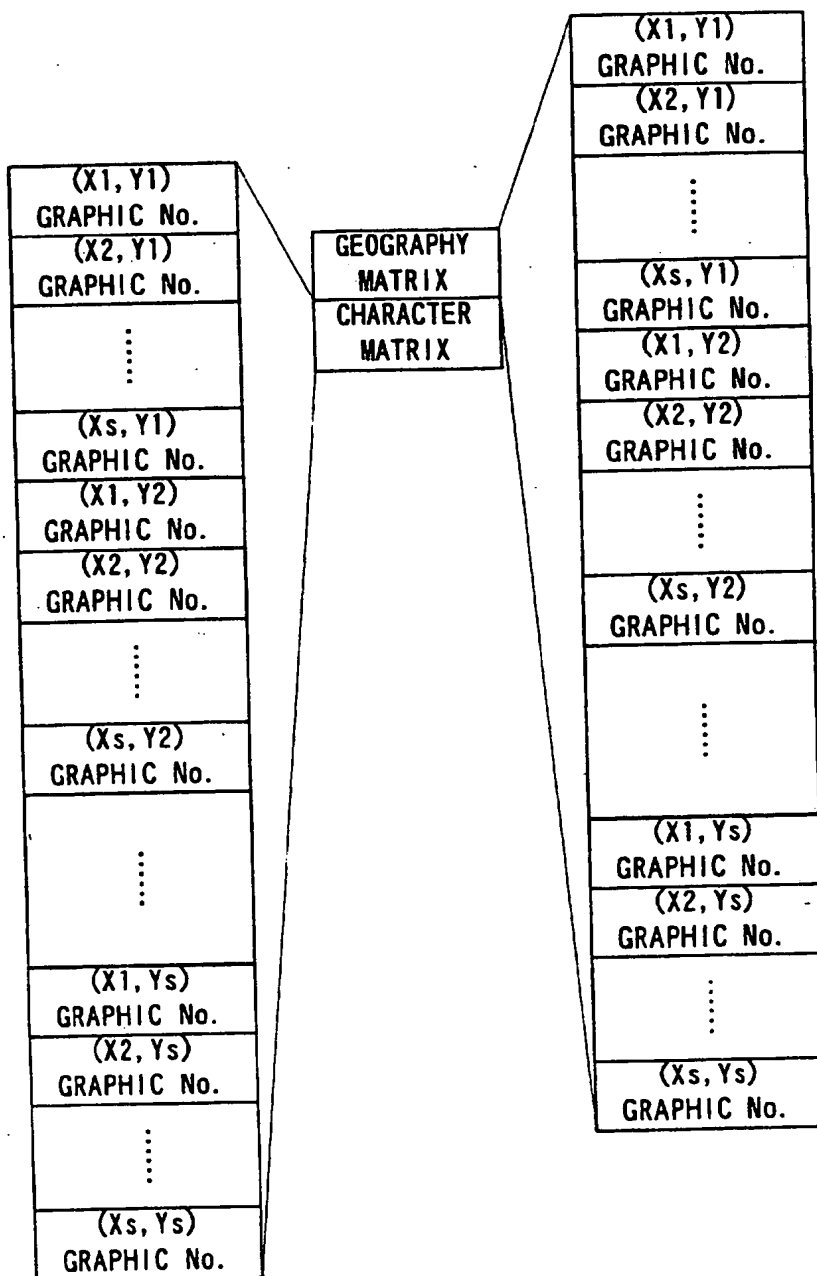 (X1,Y1)
GRAPHIC No.
(X2,Y1)
GRAPHIC No.
(Xs,Y1)
GRAPHIC No.
(X1,Y2)
GRAPHIC No.
(X2,Y2)
GRAPHIC No.
(Xs,Y2)
GRAPHIC No.
(X1,Ys)
GRAPHIC No.
(X2,Ys)
GRAPHIC No.
(Xs,Ys)
GRAPHIC No.
GEOGRAPHY
MATRIX
CHARACTER
MATRIX
(X1,Y1)
GRAPHIC No.
(X2,Y1)
GRAPHIC No.
(Xs,Y1)
GRAPHIC No.
(X1,Y2)
GRAPHIC No.
(X2,Y2)
GRAPHIC No.
(Xs,Y2)
GRAPHIC No.
(X1,Ys)
GRAPHIC No.
(X2,Ys)
GRAPHIC No.
(Xs,Ys)
GRAPHIC No.